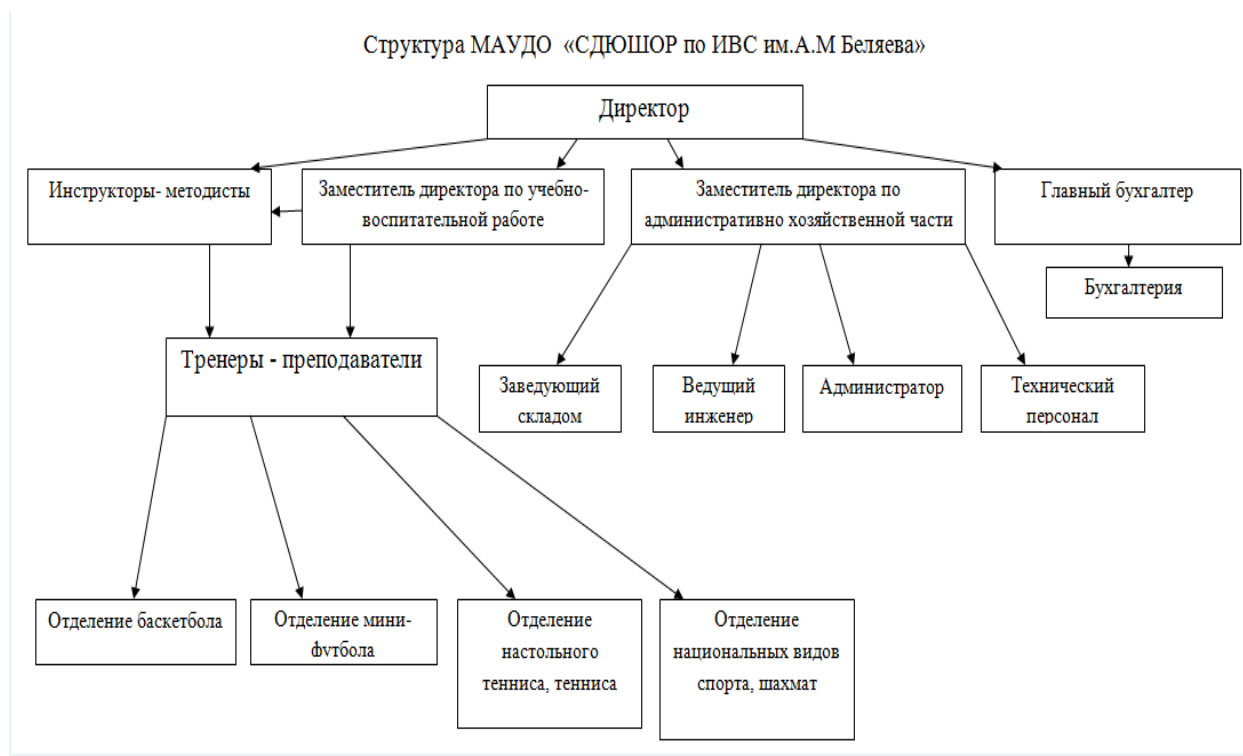 Структура МАУДО «СДЮШОР по ИВС им.А.М Беляева»
Директор
Инструкторы- методисты
Заместитель директора по учебно-
воспитательной работе
Заместитель директора по
административно хозяйственной части
Главный бухгалтер
Бухгалтерия
Тренеры - преподаватели
Заведующий
складом
Ведущий
инженер
Администратор
Технический
персонал
Отделение баскетбола
Отделение мини-
футбола
Отделение
настольного
тенниса, тенниса
Отделение
национальных видов
спорта, шахмат